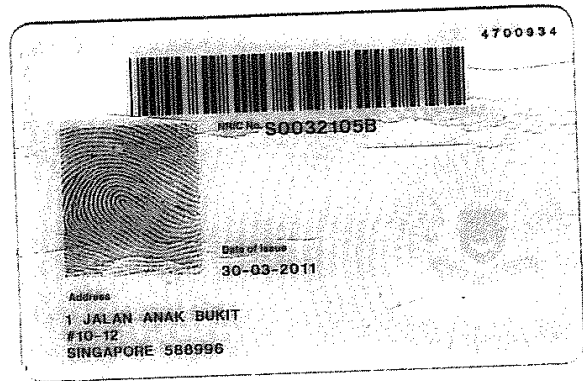 4700934
NRIC No. S0032105B
Date of Issue
30-03-2011
Address
1 JALAN ANAK BUKIT
#10-12
SINGAPORE 588996